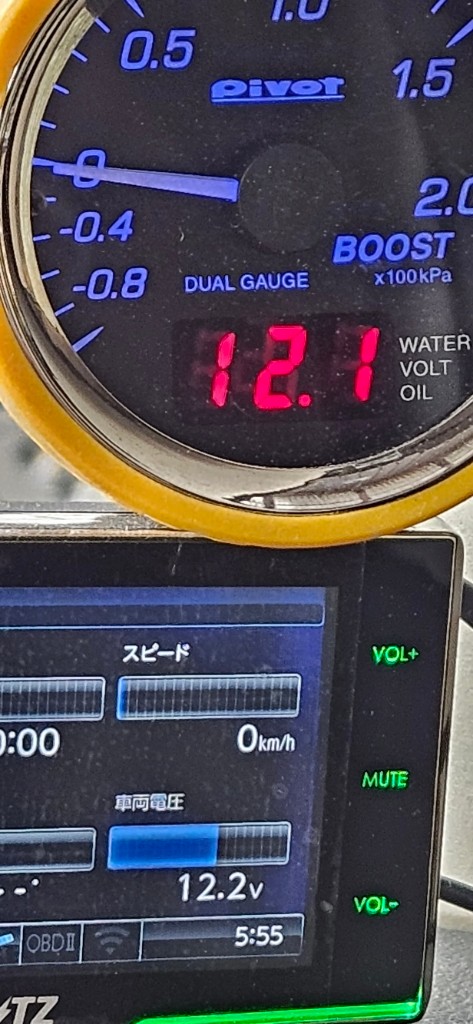 1.0
0.5
pivot
1.5
0
2.0
-0.4
BOOST
-0.8
DUAL GAUGE
x100kPa
12.1
WATER
VOLT
OIL
スピード
VOL+
:00
0km/h
MUTE
車両電圧
12.2v
VOL-
OBDⅡ
5:55
TZ